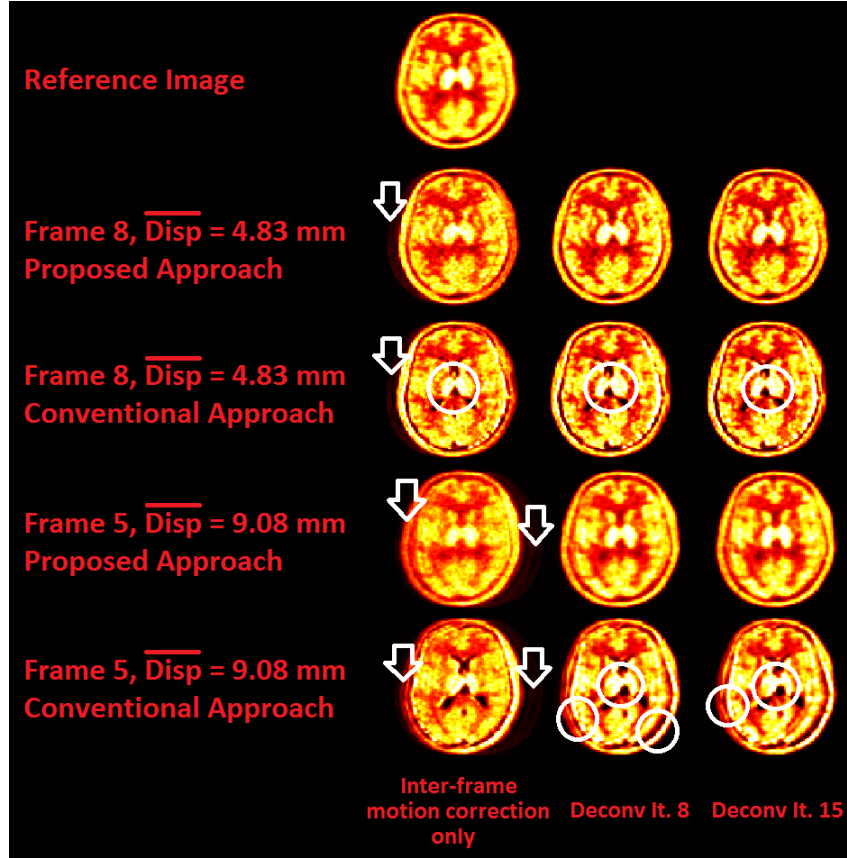 Reference Image
Frame 8, Disp = 4.83 mm
Proposed Approach
Frame 8, Disp = 4.83 mm
Conventional Approach
Frame 5, Disp = 9.08 mm
Proposed Approach
Frame 5, Disp = 9.08 mm
Conventional Approach
Inter-frame
motion correction
only
Deconv It. 8
Deconv It. 15